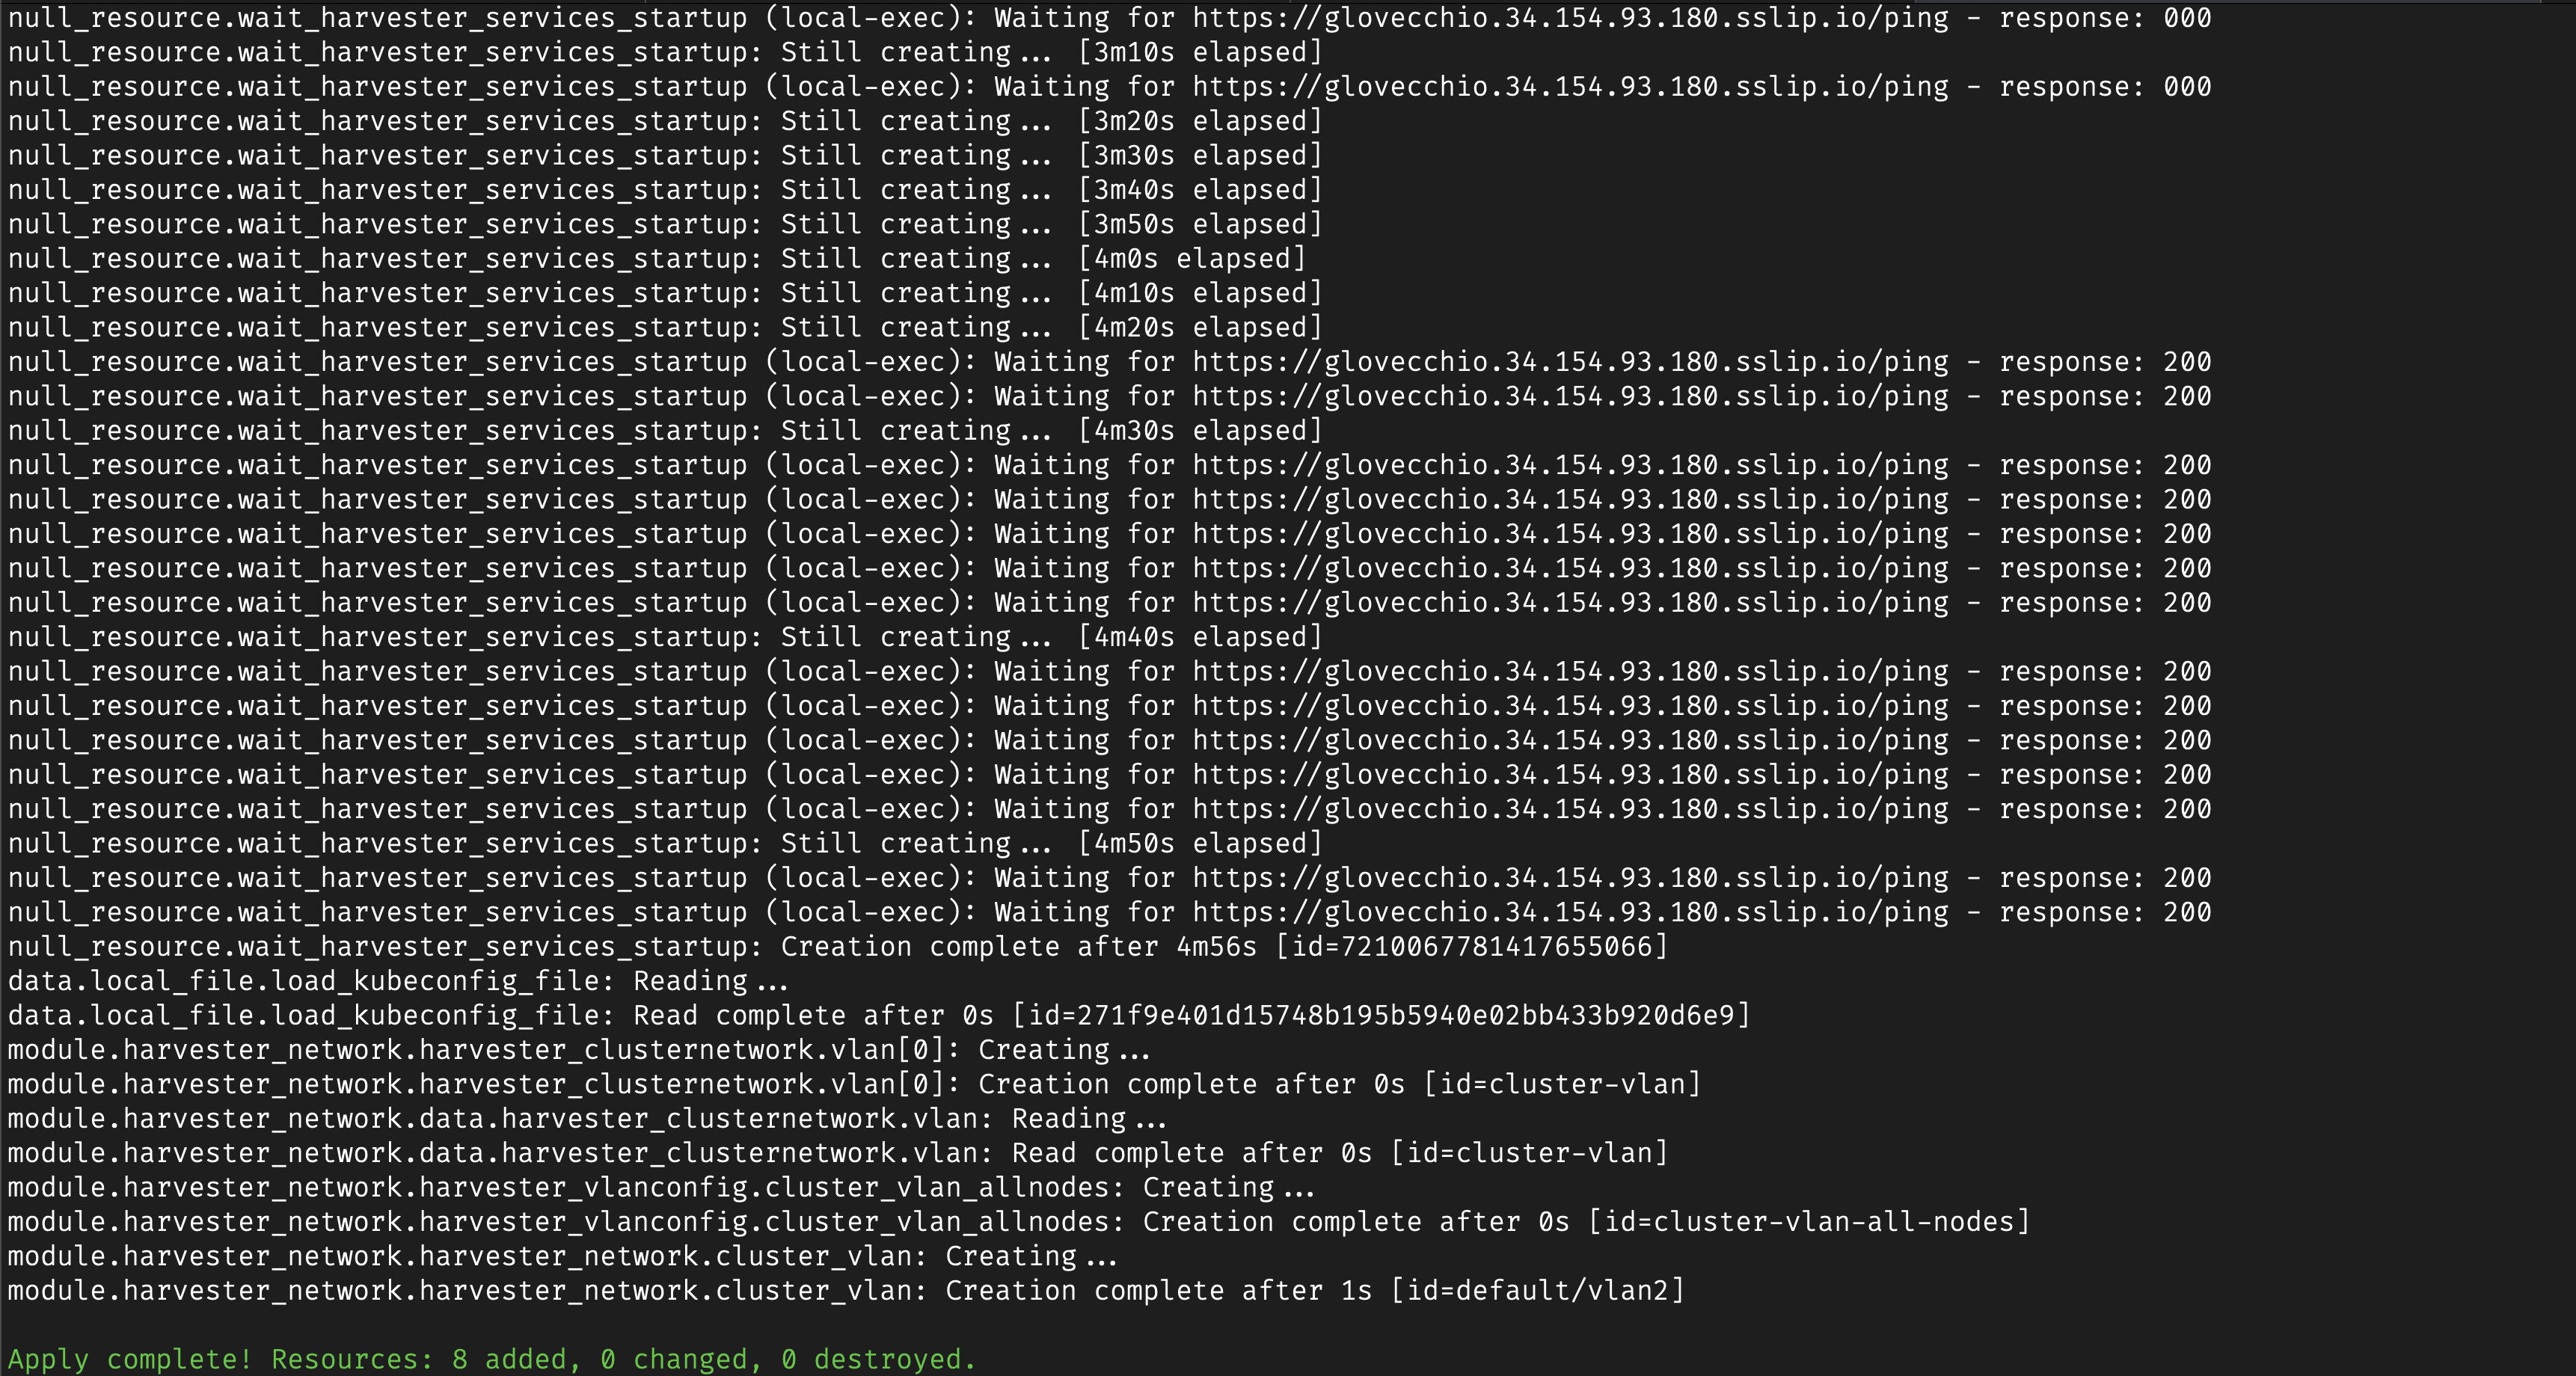 null_resource.wait_harvester_services_startup (local-exec): Waiting for https://glovecchio.34.154.93.180.sslip.io/ping - response: 000
null_resource.wait_harvester_services_startup: Still creating... [3m10s elapsed]
null_resource.wait_harvester_services_startup (local-exec): Waiting for https://glovecchio.34.154.93.180.sslip.io/ping - response: 000
null_resource.wait_harvester_services_startup: Still creating... [3m20s elapsed]
null_resource.wait_harvester_services_startup: Still creating... [3m30s elapsed]
null_resource.wait_harvester_services_startup: Still creating... [3m40s elapsed]
null_resource.wait_harvester_services_startup: Still creating... [3m50s elapsed]
null_resource.wait_harvester_services_startup: Still creating... [4m0s elapsed]
null_resource.wait_harvester_services_startup: Still creating... [4m10s elapsed]
null_resource.wait_harvester_services_startup: Still creating... [4m20s elapsed]
null_resource.wait_harvester_services_startup (local-exec): Waiting for https://glovecchio.34.154.93.180.sslip.io/ping - response: 200
null_resource.wait_harvester_services_startup (local-exec): Waiting for https://glovecchio.34.154.93.180.sslip.io/ping - response: 200
null_resource.wait_harvester_services_startup: Still creating... [4m30s elapsed]
null_resource.wait_harvester_services_startup (local-exec): Waiting for https://glovecchio.34.154.93.180.sslip.io/ping - response: 200
null_resource.wait_harvester_services_startup (local-exec): Waiting for https://glovecchio.34.154.93.180.sslip.io/ping - response: 200
null_resource.wait_harvester_services_startup (local-exec): Waiting for https://glovecchio.34.154.93.180.sslip.io/ping - response: 200
null_resource.wait_harvester_services_startup (local-exec): Waiting for https://glovecchio.34.154.93.180.sslip.io/ping - response: 200
null_resource.wait_harvester_services_startup (local-exec): Waiting for https://glovecchio.34.154.93.180.sslip.io/ping - response: 200
null_resource.wait_harvester_services_startup: Still creating... [4m40s elapsed]
null_resource.wait_harvester_services_startup (local-exec): Waiting for https://glovecchio.34.154.93.180.sslip.io/ping - response: 200
null_resource.wait_harvester_services_startup (local-exec): Waiting for https://glovecchio.34.154.93.180.sslip.io/ping - response: 200
null_resource.wait_harvester_services_startup (local-exec): Waiting for https://glovecchio.34.154.93.180.sslip.io/ping - response: 200
null_resource.wait_harvester_services_startup (local-exec): Waiting for https://glovecchio.34.154.93.180.sslip.io/ping - response: 200
null_resource.wait_harvester_services_startup (local-exec): Waiting for https://glovecchio.34.154.93.180.sslip.io/ping - response: 200
null_resource.wait_harvester_services_startup: Still creating... [4m50s elapsed]
null_resource.wait_harvester_services_startup (local-exec): Waiting for https://glovecchio.34.154.93.180.sslip.io/ping - response: 200
null_resource.wait_harvester_services_startup (local-exec): Waiting for https://glovecchio.34.154.93.180.sslip.io/ping - response: 200
null_resource.wait_harvester_services_startup: Creation complete after 4m56s [id=7210067781417655066]
data.local_file.load_kubeconfig_file: Reading...
data.local_file.load_kubeconfig_file: Read complete after 0s [id=271f9e401d15748b195b5940e02bb433b920d6e9]
module.harvester_network.harvester_clusternetwork.vlan[0]: Creating...
module.harvester_network.harvester_clusternetwork.vlan[0]: Creation complete after 0s [id=cluster-vlan]
module.harvester_network.data.harvester_clusternetwork.vlan: Reading...
module.harvester_network.data.harvester_clusternetwork.vlan: Read complete after 0s [id=cluster-vlan]
module.harvester_network.harvester_vlanconfig.cluster_vlan_allnodes: Creating...
module.harvester_network.harvester_vlanconfig.cluster_vlan_allnodes: Creation complete after 0s [id=cluster-vlan-all-nodes]
module.harvester_network.harvester_network.cluster_vlan: Creating...
module.harvester_network.harvester_network.cluster_vlan: Creation complete after 1s [id=default/vlan2]
Apply complete! Resources: 8 added, 0 changed, 0 destroyed.